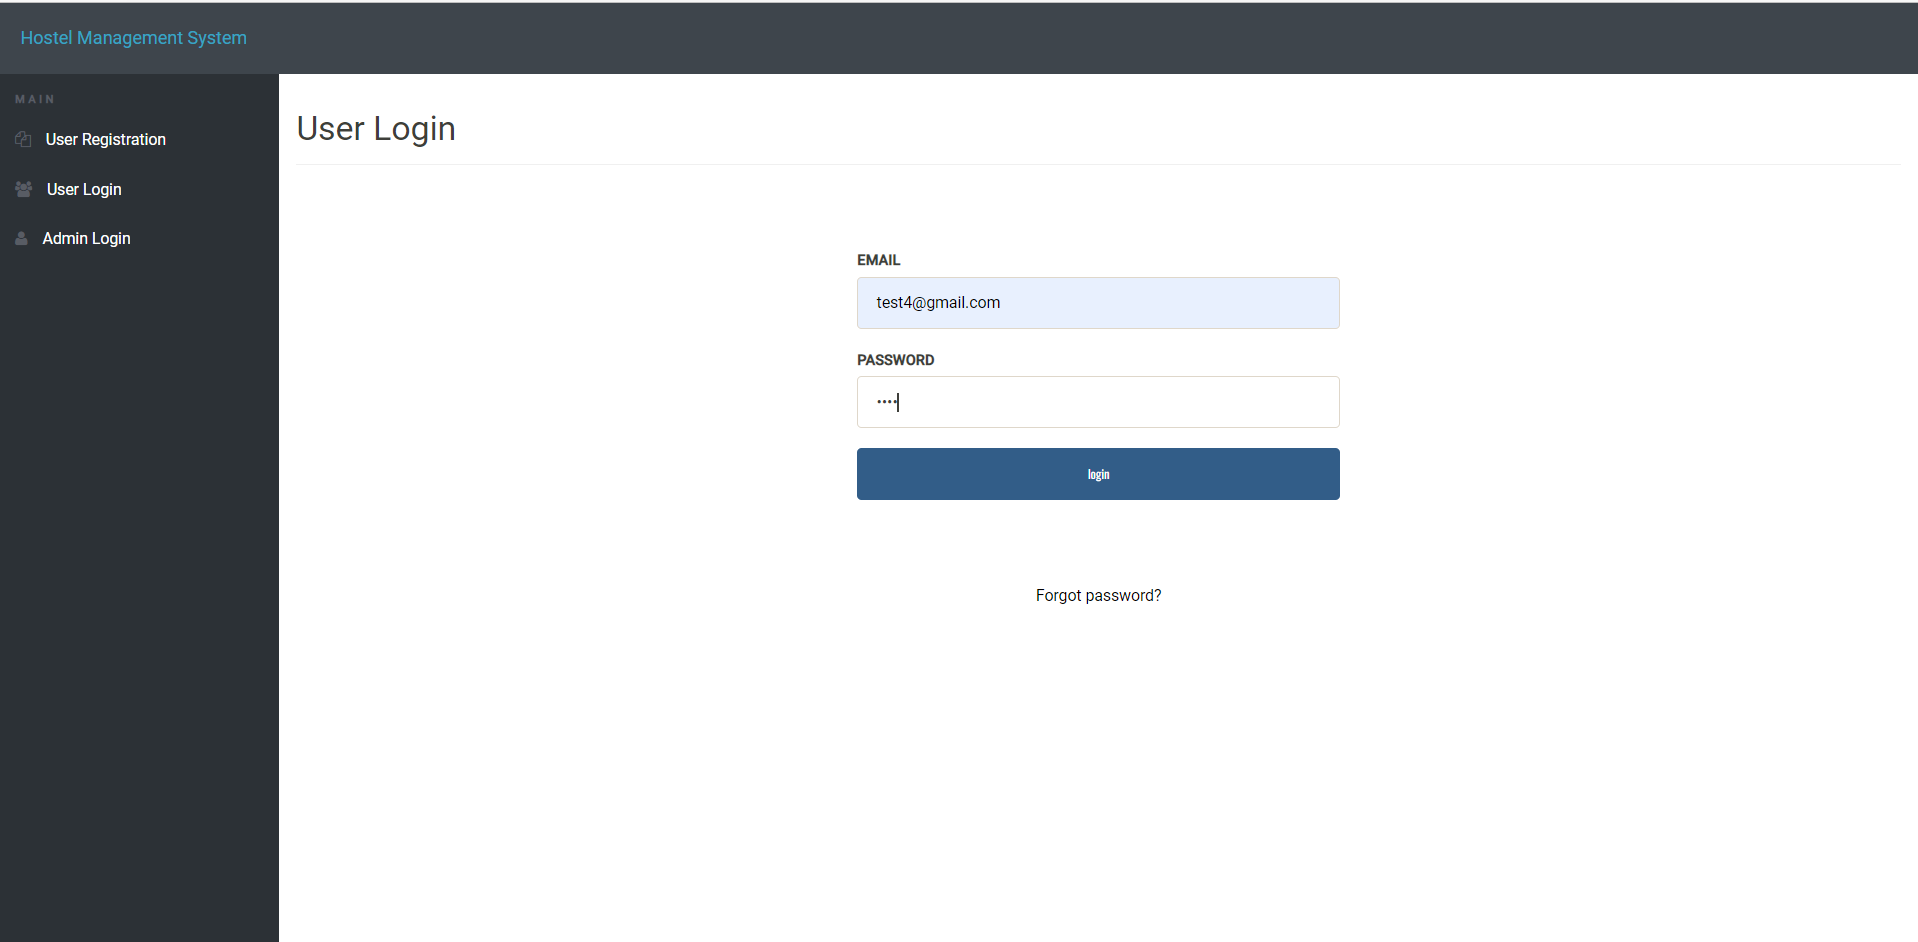 Hostel Management System
MAIN
User Registration
User Login
Admin Login
User Login
EMAIL
test4@gmail.com
PASSWORD
••••
login
Forgot password?